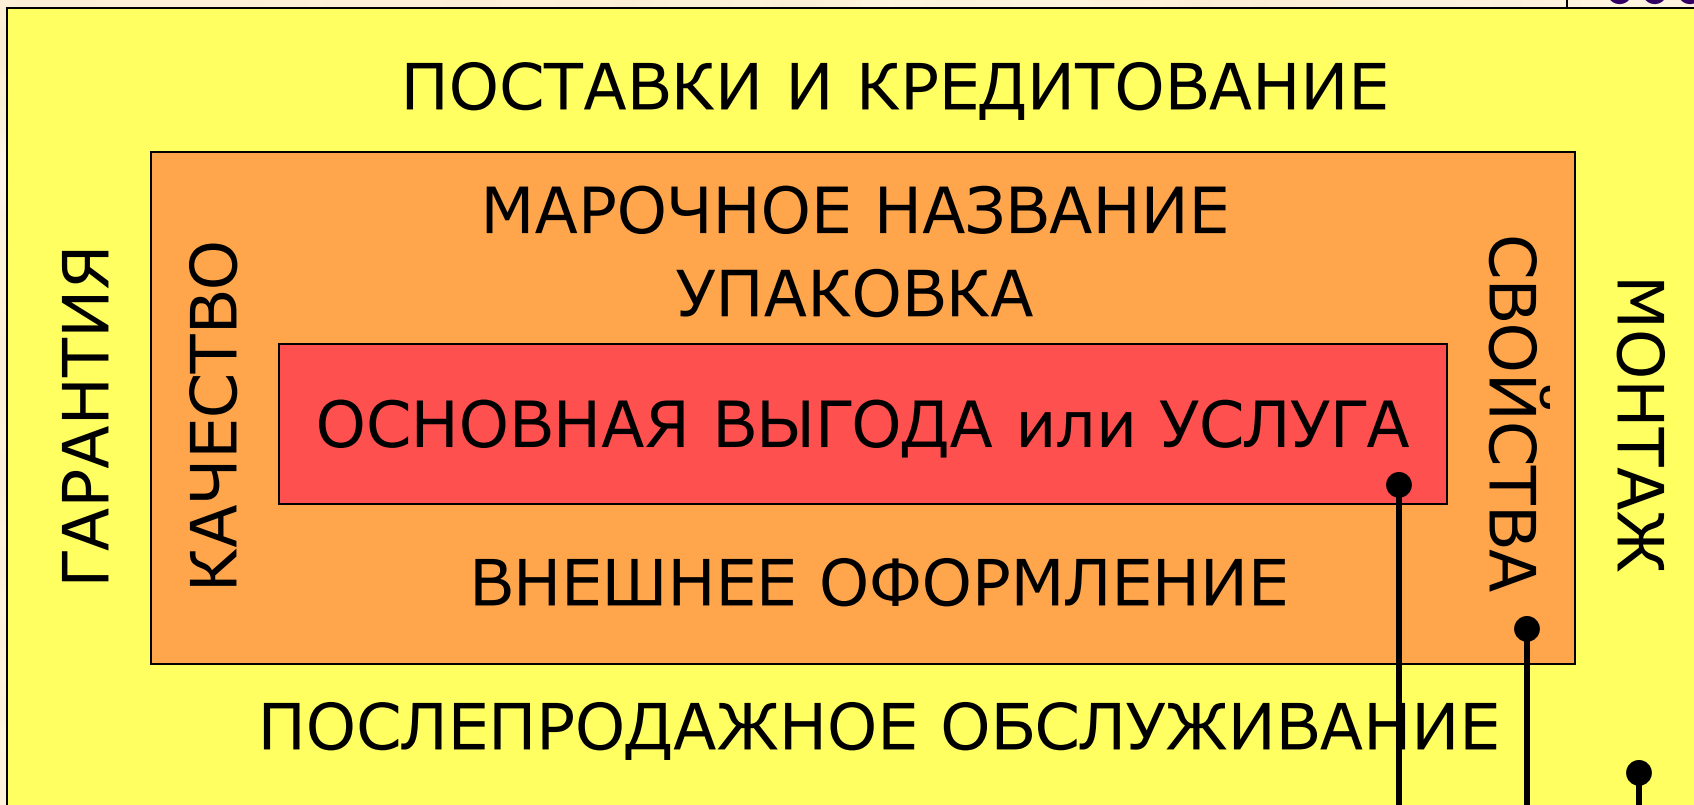 ПОСТАВКИ И КРЕДИТОВАНИЕ
ГАРАНТИЯ
КАЧЕСТВО
МАРОЧНОЕ НАЗВАНИЕ
УПАКОВКА
ОСНОВНАЯ ВЫГОДА или УСЛУГА
ВНЕШНЕЕ ОФОРМЛЕНИЕ
СВОЙСТВА
МОНТАЖ
ПОСЛЕПРОДАЖНОЕ ОБСЛУЖИВАНИЕ